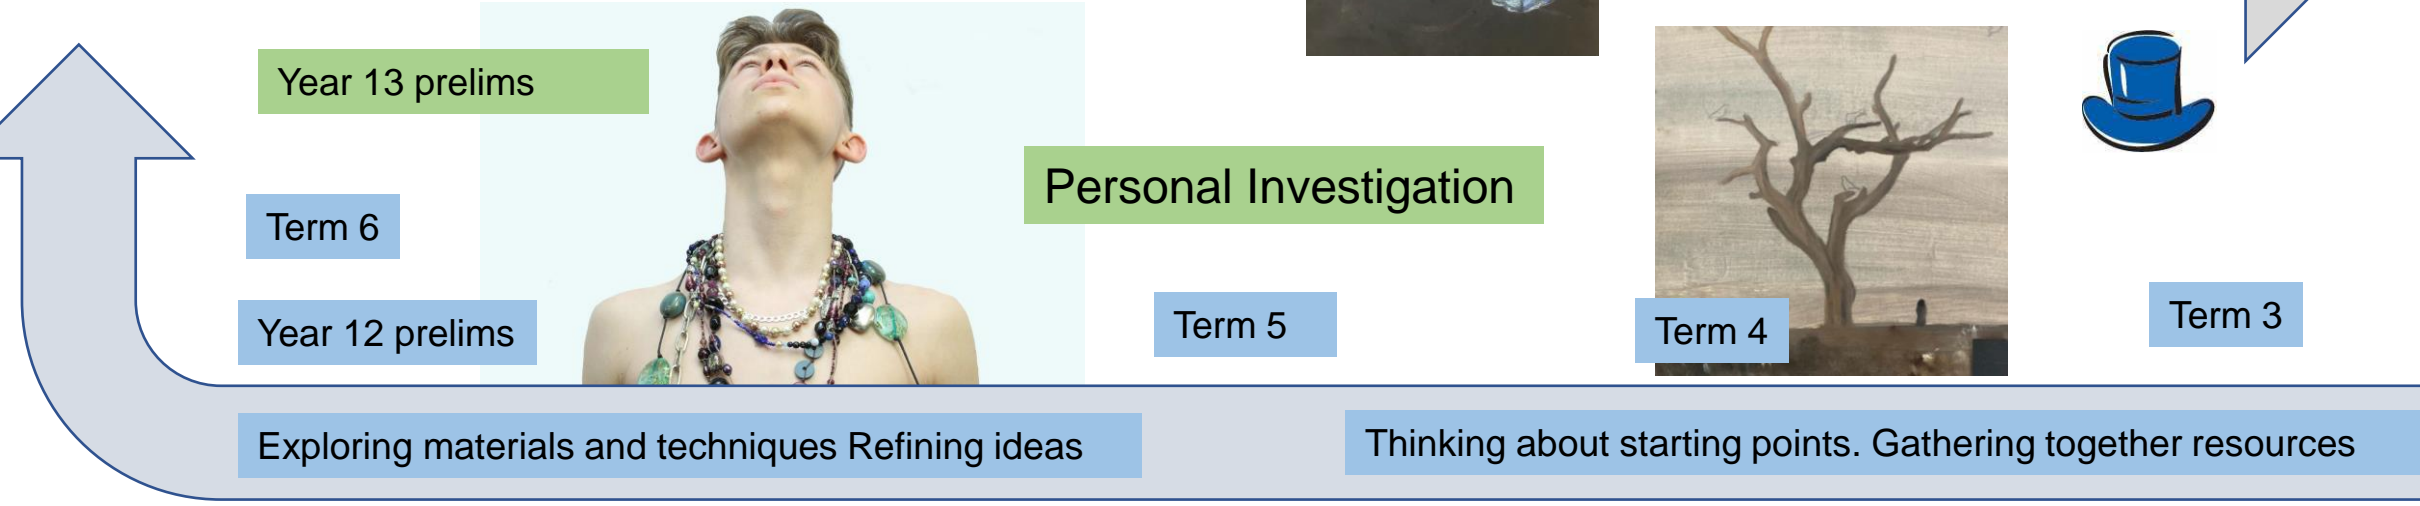 Year 13 prelims
Personal Investigation
Term 6
Year 12 prelims
Term 5
Term 4
Term 3
Exploring materials and techniques Refining ideas
Thinking about starting points. Gathering together resources